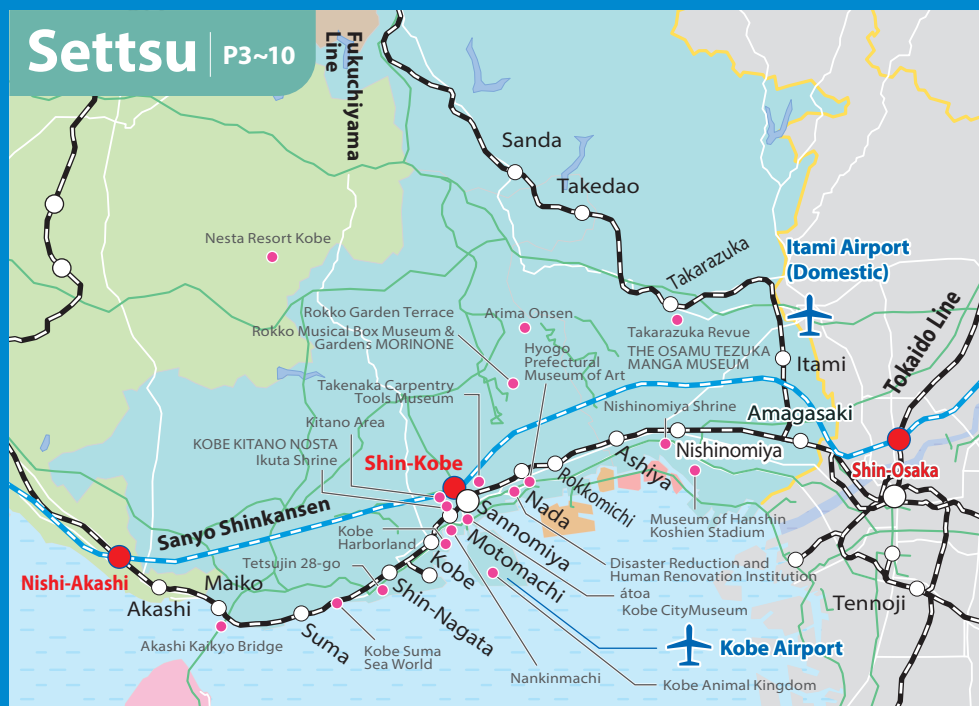 Settsu
P3~10
Fukuchiyama
Line
Sanda
Takedao
Nesta Resort Kobe
Takarazuka
Itami Airport
(Domestic)
Rokko Garden Terrace
Rokko Musical Box Museum &
Gardens MORINONE
Arima Onsen
Hyogo
Prefectural
Museum of Art
Takarazuka Revue
THE OSAMU TEZUKA
MANGA MUSEUM
Itami
Tokaido Line
Takenaka Carpentry
Tools Museum
Kitano Area
Nishinomiya Shrine
Amagasaki
KOBE KITANO NOSTA
Ikuta Shrine
Shin-Kobe
Ashiya
Nishinomiya
Shin-Osaka
Rokkomichi
Sanyo Shinkansen
Nada
Museum of Hanshin
Koshien Stadium
Kobe
Harborland
Sannomiya
Motomachi
Kobe
Tetsujin 28-go
Nishi-Akashi
Maiko
Akashi
Disaster Reduction and
Human Renovation Institution
átoa
Kobe CityMuseum
Tennoji
Shin-Nagata
Suma
Akashi Kaikyo Bridge
Kobe Suma
Sea World
Kobe Airport
Nankinmachi
Kobe Animal Kingdom